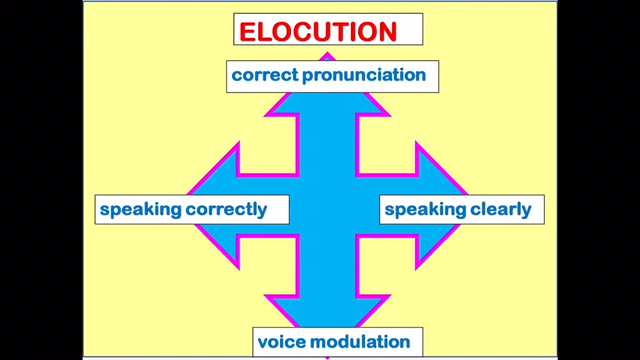 ELOCUTION
correct pronunciation
speaking correctly
speaking clearly
voice modulation